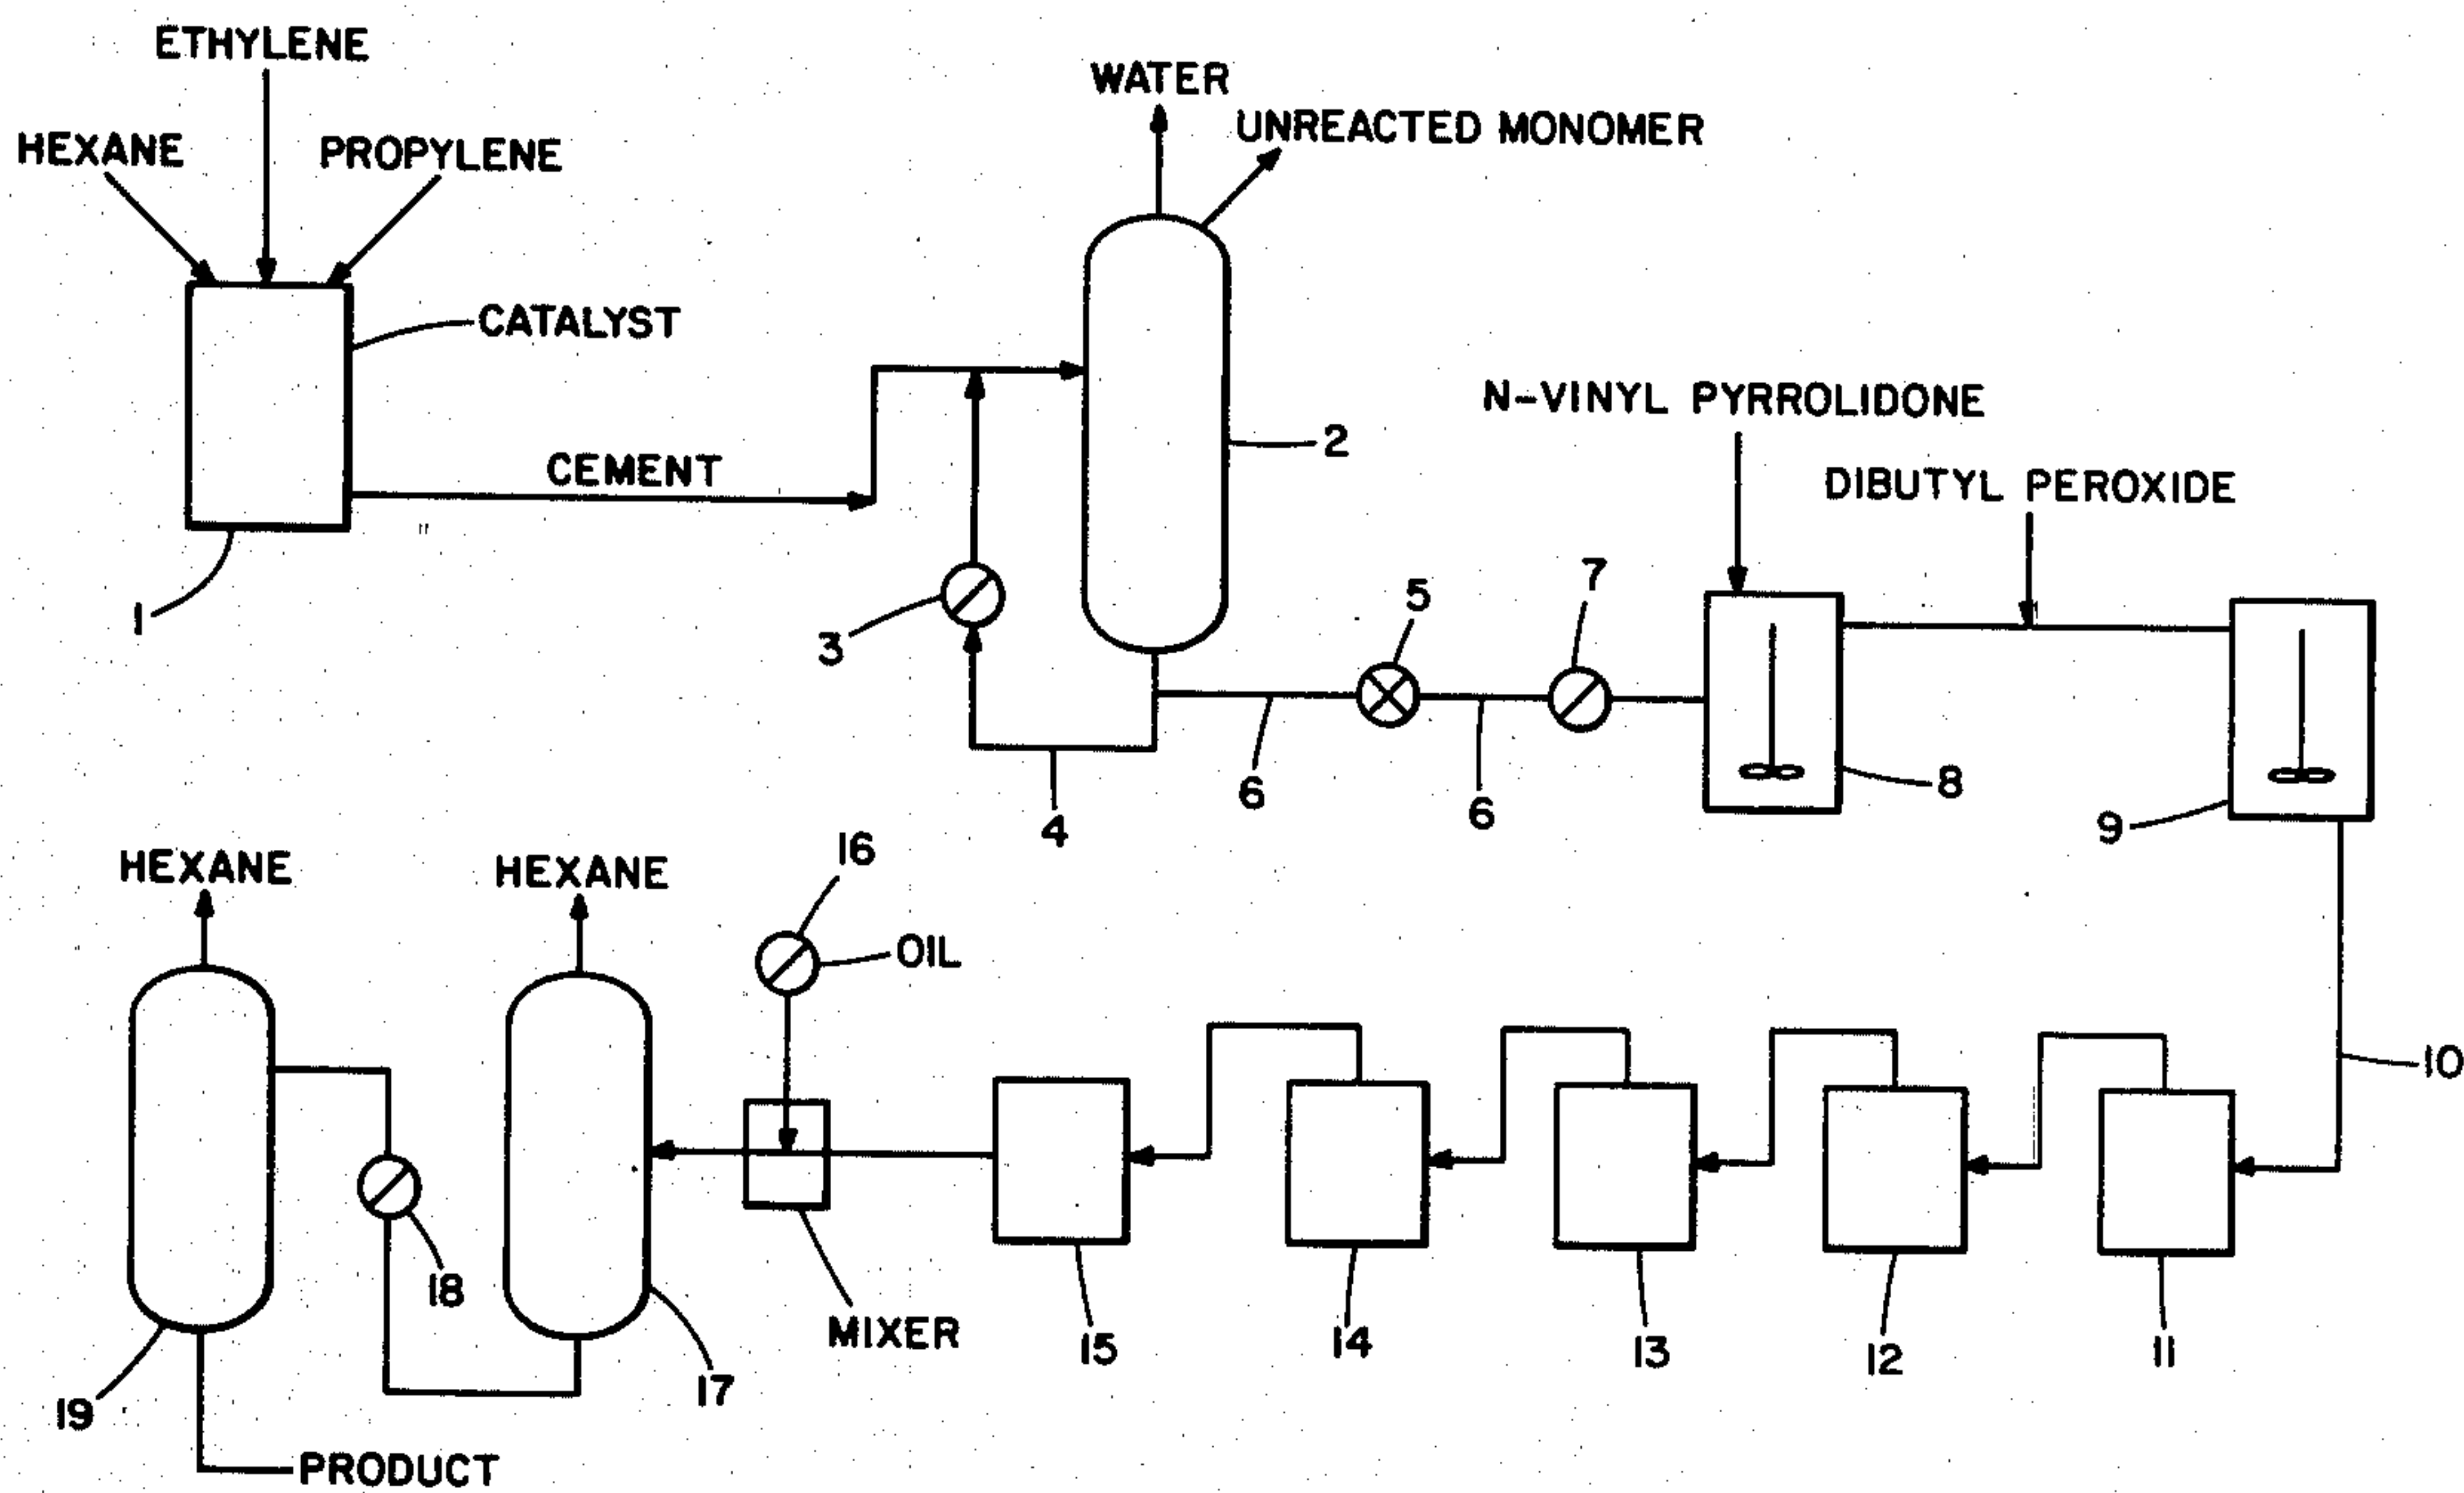 ETHYLENE
WATER
UNREACTED MONOMER
HEXANE
PROPYLENE
CATALYST
N-VINYL PYRROLIDONE
2
CEMENT
DIBUTYL PEROXIDE
7
5
1
3
8
6
6
9
4
16
HEXANE
HEXANE
OIL
10
18
MIXER
15
14
13
12
11
17
19
PRODUCT